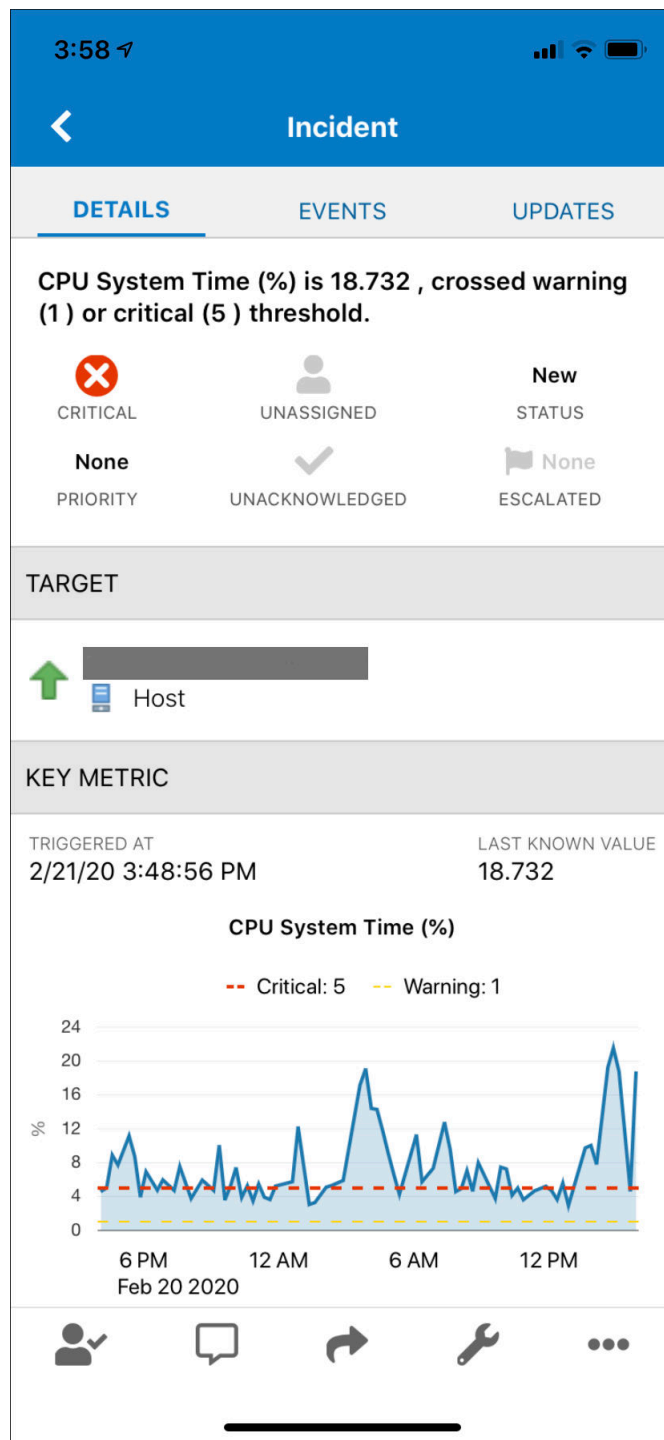 3:58
Incident
DETAILS EVENTS UPDATES
CPU System Time (%) is 18.732 , crossed warning
(1 ) or critical (5 ) threshold.
New
CRITICAL UNASSIGNED STATUS
None None
PRIORITY UNACKNOWLEDGED ESCALATED
TARGET
Host
KEY METRIC
TRIGGERED AT LAST KNOWN VALUE
2/21/20 3:48:56 PM 18.732
CPU System Time (%)
Critical: 5 Warning: 1
24
20
16
12
8
4
0
%
6 PM 12 AM 6 AM 12 PM
Feb 20 2020